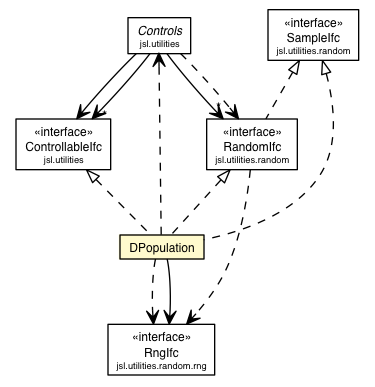 Controls
jsl.utilities
«interface»
SampleIfc
jsl.utilities.random
«interface»
ControllableIfc
jsl.utilities
«interface»
RandomIfc
jsl.utilities.random
DPopulation
«interface»
RngIfc
jsl.utilities.random.rng